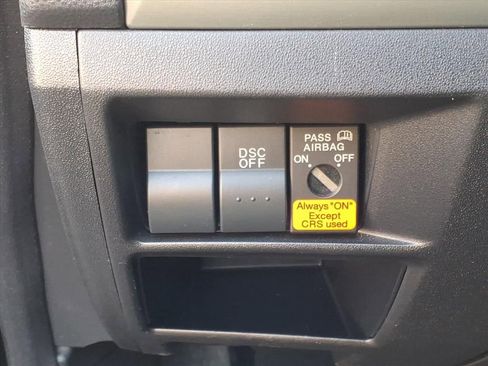 DSC
OFF
PASS
AIRBAG
ON OFF
Always "ON"
Except
CRS used